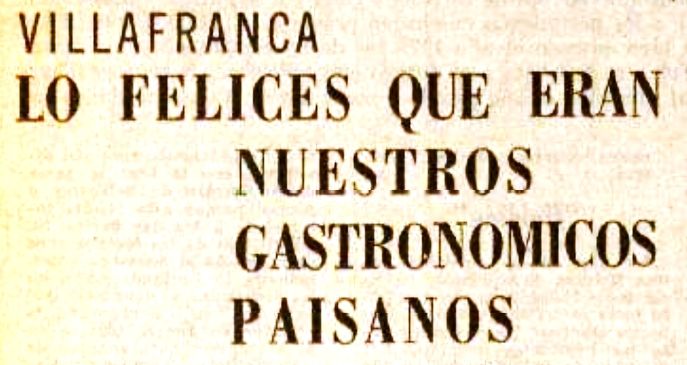 VILLAFRANCA
LO FELICES QUE ERAN
NUESTROS
GASTRONOMICOS
PAISANOS